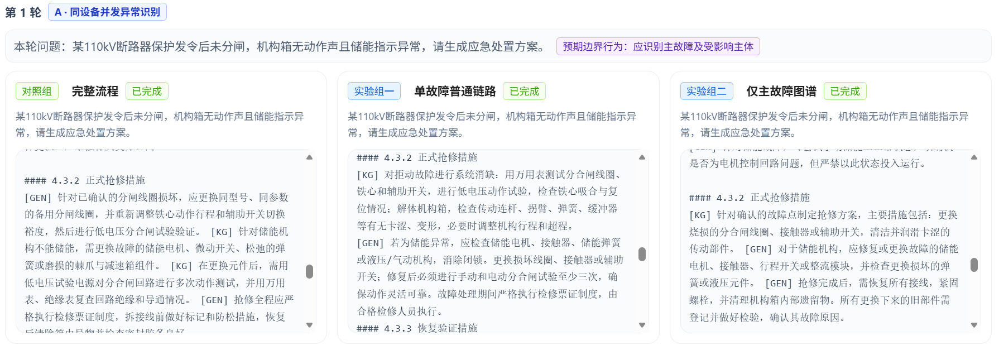 第 1 轮
A · 同设备并发异常识别
本轮问题：某110kV断路器保护发令后未分闸，机构箱无动作声且储能指示异常，请生成应急处置方案。
预期边界行为：应识别主故障及受影响主体
对照组 完整流程 已完成
某110kV断路器保护发令后未分闸，机构箱无动作声且储能指示异
常，请生成应急处置方案。
#### 4.3.2 正式抢修措施
[GEN] 针对已确认的分闸线圈损坏，应更换同型号、同参数
的备用分闸线圈，并重新调整铁心动作行程和辅助开关切换
裕度，然后进行低电压分合闸试验验证。 [KG] 针对储能机
构不能储能，需更换故障的储能电机、微动开关、松弛的弹
簧或磨损的棘爪与减速箱组件。 [KG] 在更换元件后，需用
低电压试验电源对分合闸回路进行多次动作测试，并用万用
表、绝缘表复查回路绝缘和导通情况。 [GEN] 抢修全程应严
格执行检修票证制度，拆接线前做好标记和防松措施，恢复
实验组一 单故障普通链路 已完成
某110kV断路器保护发令后未分闸，机构箱无动作声且储能指示异
常，请生成应急处置方案。
#### 4.3.2 正式抢修措施
[KG] 对拒动故障进行系统消缺：用万用表测试分合闸线圈、
铁心和辅助开关，进行低电压动作试验，检查铁心吸合与复
位情况；解体机构箱，检查传动连杆、拐臂、弹簧、缓冲器
等有无卡涩、变形，必要时调整机构行程和超程。
[GEN] 若为储能异常，应检查储能电机、接触器、储能弹簧
或液压/气动机构，消除闭锁。更换损坏线圈、接触器或辅助
开关；修复后必须进行手动和电动分合闸试验至少三次，确
保动作灵活可靠。故障处理期间严格执行检修票证制度，由
合格检修人员执行。
#### 4.3.3 恢复验证措施
实验组二 仅主故障图谱 已完成
某110kV断路器保护发令后未分闸，机构箱无动作声且储能指示异
常，请生成应急处置方案。
是否为电机控制回路问题，但严禁以此状态投入运行。
#### 4.3.2 正式抢修措施
[KG] 针对确认的故障点制定抢修方案，主要措施包括：更换
烧损的分合闸线圈、接触器或辅助开关，清洁并润滑卡涩的
传动部件。 [GEN] 对于储能机构，应修复或更换故障的储能
电机、接触器、行程开关或整流模块，并检查更换损坏的弹
簧或液压元件。 [GEN] 抢修完成后，需恢复所有接线，紧固
螺栓，并清理机构箱内部遗留物。所有更换下来的旧部件需
登记并做好检验，确认其故障原因。